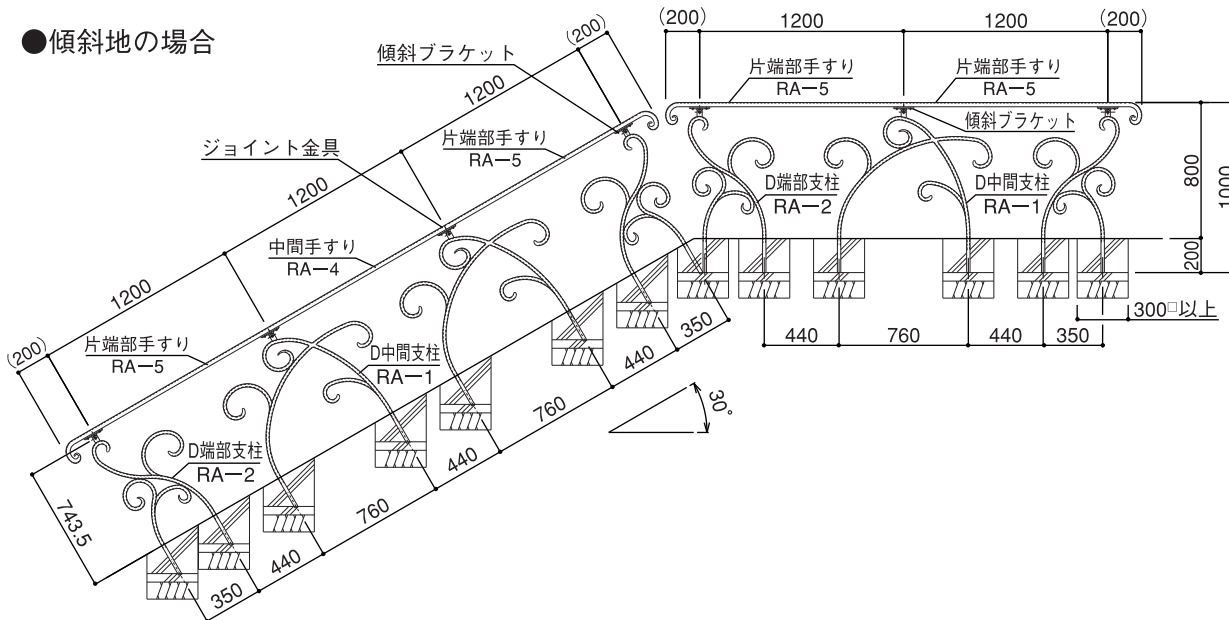 ●傾斜地の場合
(200)
1200
1200
(200)
片端部手すり
RA－5
片端部手すり
RA－5
傾斜ブラケット
D端部支柱
RA－2
D中間支柱
RA－1
800
1000
200
440
760
440
350
300□以上
(200)
傾斜ブラケット
1200
片端部手すり
RA－5
ジョイント金具
1200
中間手すり
RA－4
1200
(200)
片端部手すり
RA－5
D中間支柱
RA－1
D端部支柱
RA－2
743.5
350
440
760
440
760
440
350
30°